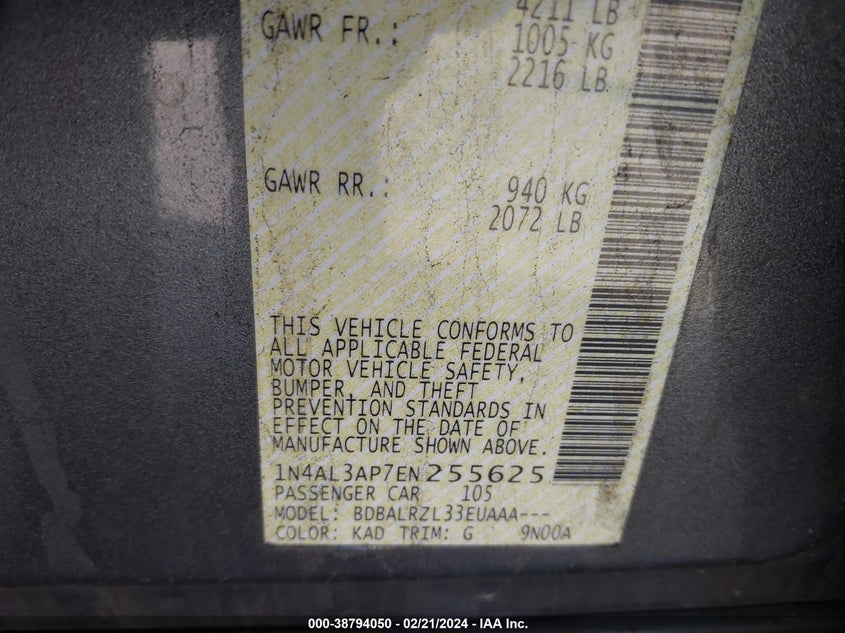 4211 LB
GAWR FR.: 1005 KG
2216 LB
GAWR RR.: 940 KG
2072 LB
THIS VEHICLE CONFORMS TO
ALL APPLICABLE FEDERAL
MOTOR VEHICLE SAFETY,
BUMPER, AND THEFT
PREVENTION STANDARDS IN
EFFECT ON THE DATE OF
MANUFACTURE SHOWN ABOVE.
1N4AL3AP7EN255625
PASSENGER CAR 105
MODEL: BDBALRZL33EUAAA---
COLOR: KAD TRIM: G 9N00A
000-38794050 - 02/21/2024 - IAA Inc.